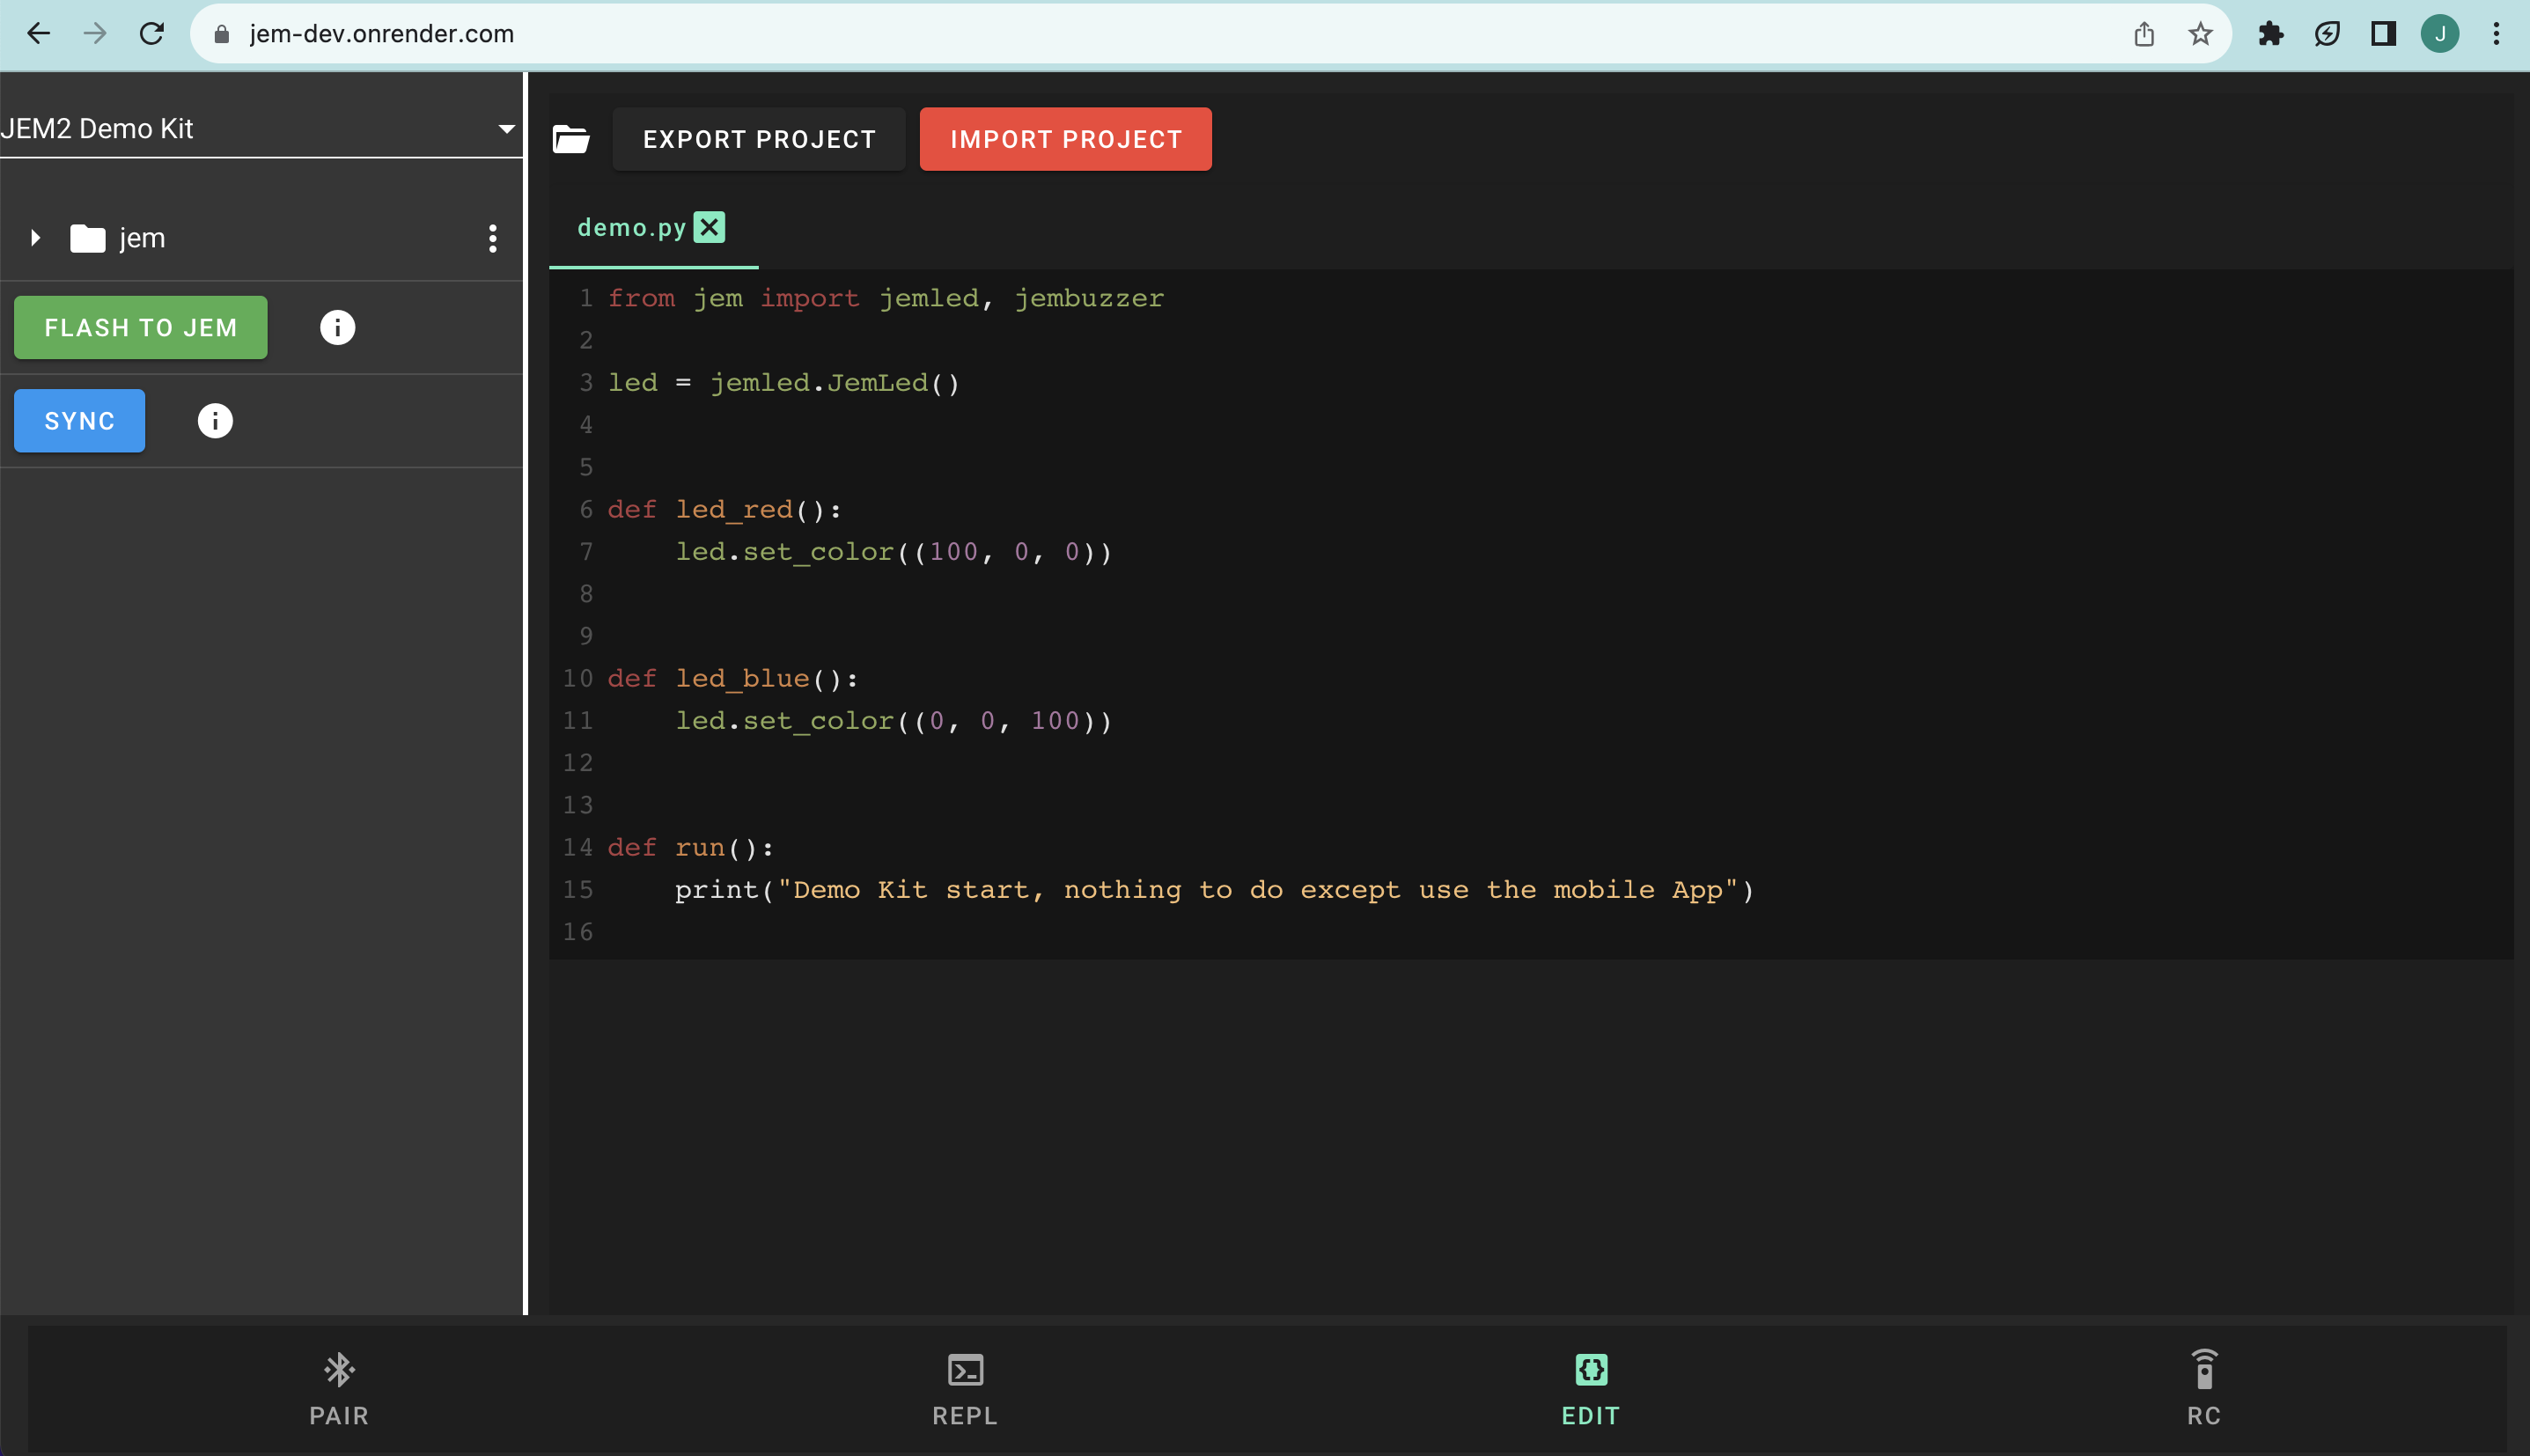 jem-dev.onrender.com
J
JEM2 Demo Kit
jem
FLASH TO JEM
SYNC
EXPORT PROJECT
IMPORT PROJECT
demo.py
1 from jem import jemled, jembuzzer
2
3 led = jemled.JemLed()
4
5
6 def led_red():
7     led.set_color((100, 0, 0))
8
9
10 def led_blue():
11     led.set_color((0, 0, 100))
12
13
14 def run():
15     print("Demo Kit start, nothing to do except use the mobile App")
16
PAIR
REPL
EDIT
RC